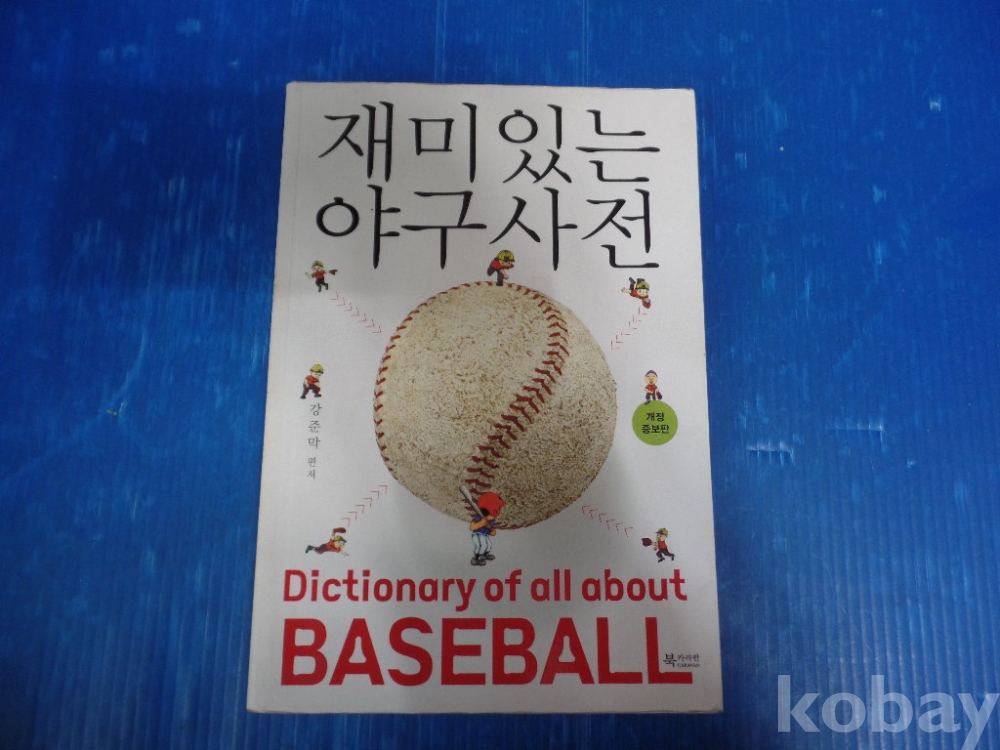 재미있는
야구사전
강준막 편저
개정
증보판
Dictionary of all about
BASEBALL
북카라반
CARAVAN
kobay